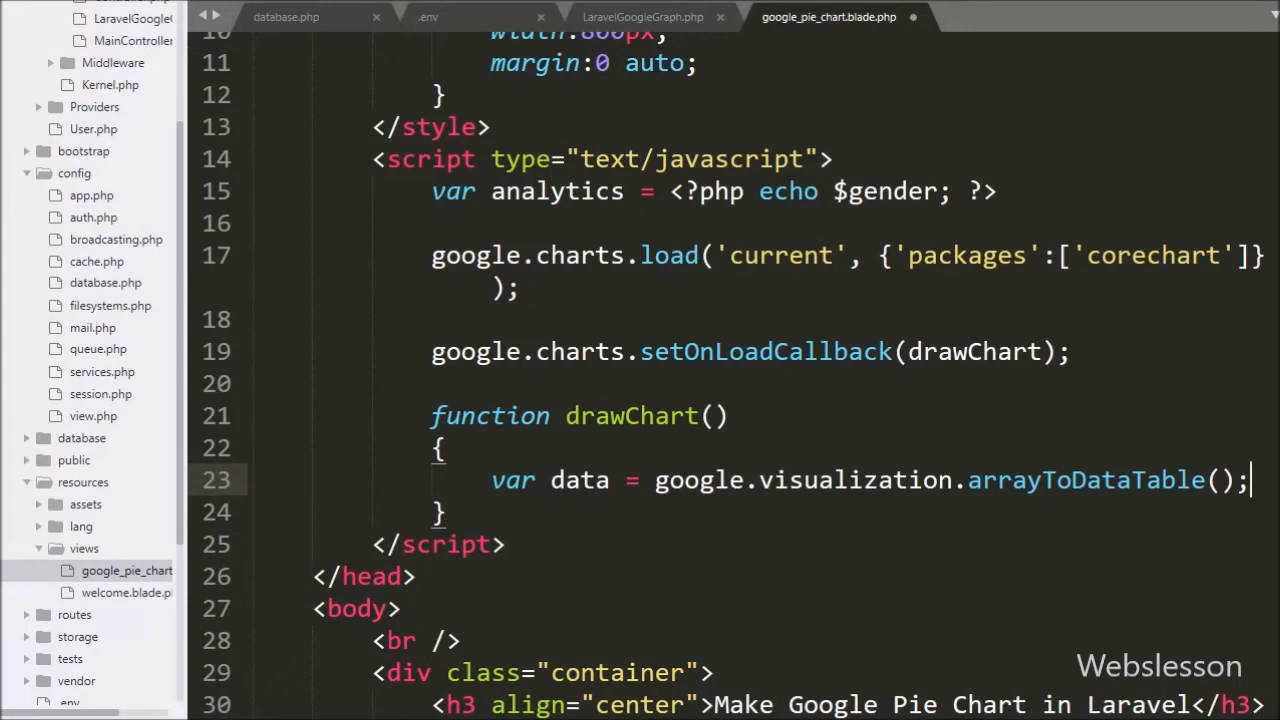 database.php
.env
LaravelGoogleGraph.php
google_pie_chart.blade.php
LaravelGoogleG
MainController
Middleware
Kernel.php
Providers
User.php
bootstrap
config
app.php
auth.php
broadcasting.php
cache.php
database.php
filesystems.php
mail.php
queue.php
services.php
session.php
view.php
database
public
resources
assets
lang
views
google_pie_chart
welcome.blade.p
routes
storage
tests
vendor
.env
10 width:800px;
11 margin:0 auto;
12 }
13 </style>
14 <script type="text/javascript">
15 var analytics = <?php echo $gender; ?>
16
17 google.charts.load('current', {'packages':['corechart']}
);
18
19 google.charts.setOnLoadCallback(drawChart);
20
21 function drawChart()
22 {
23 var data = google.visualization.arrayToDataTable();
24 }
25 </script>
26 </head>
27 <body>
28 <br />
29 <div class="container">
30 <h3 align="center">Make Google Pie Chart in Laravel</h3>
Webslesson